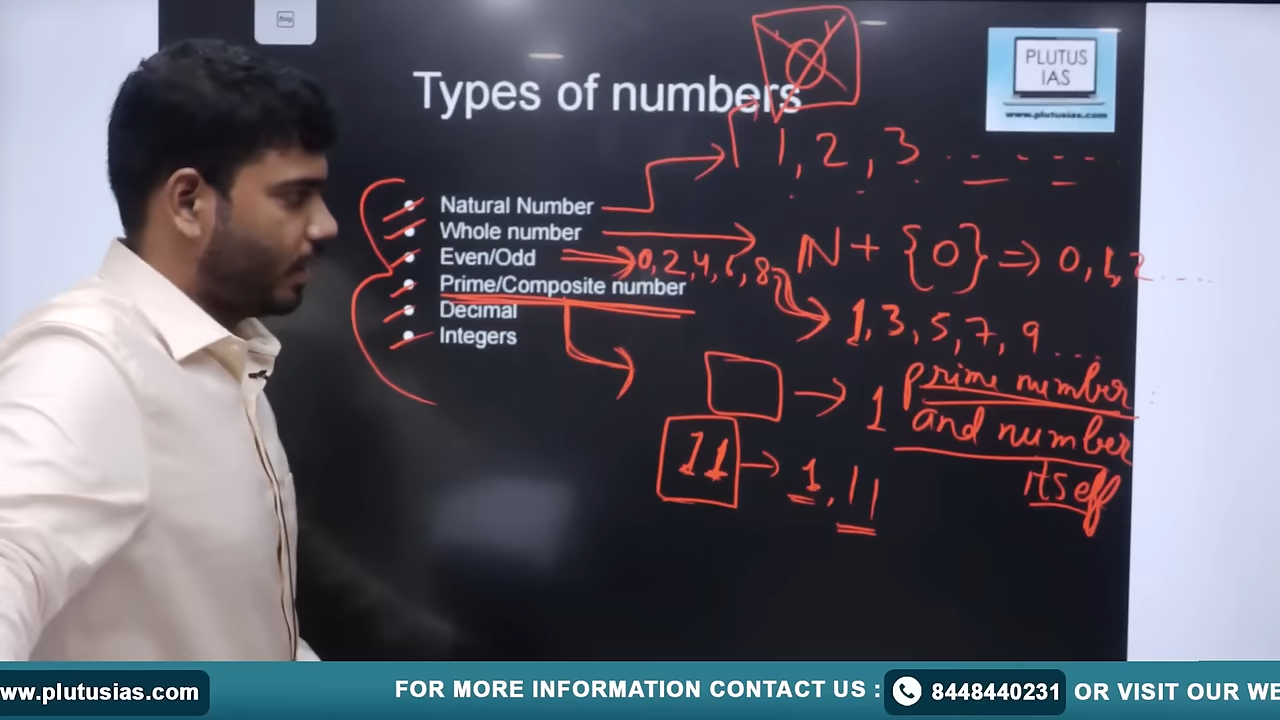 Types of numbers
PLUTUS
IAS
www.plutusias.com
1, 2, 3 ........
Natural Number
Whole number
N + {0} ⇒ 0, 1, 2 ....
Even/Odd
0, 2, 4, 6, 8
Prime/Composite number
Decimal
1, 3, 5, 7, 9 ...
Integers
1 prime number
and number
itself
11 → 1, 11
www.plutusias.com
FOR MORE INFORMATION CONTACT US :
8448440231
OR VISIT OUR WE